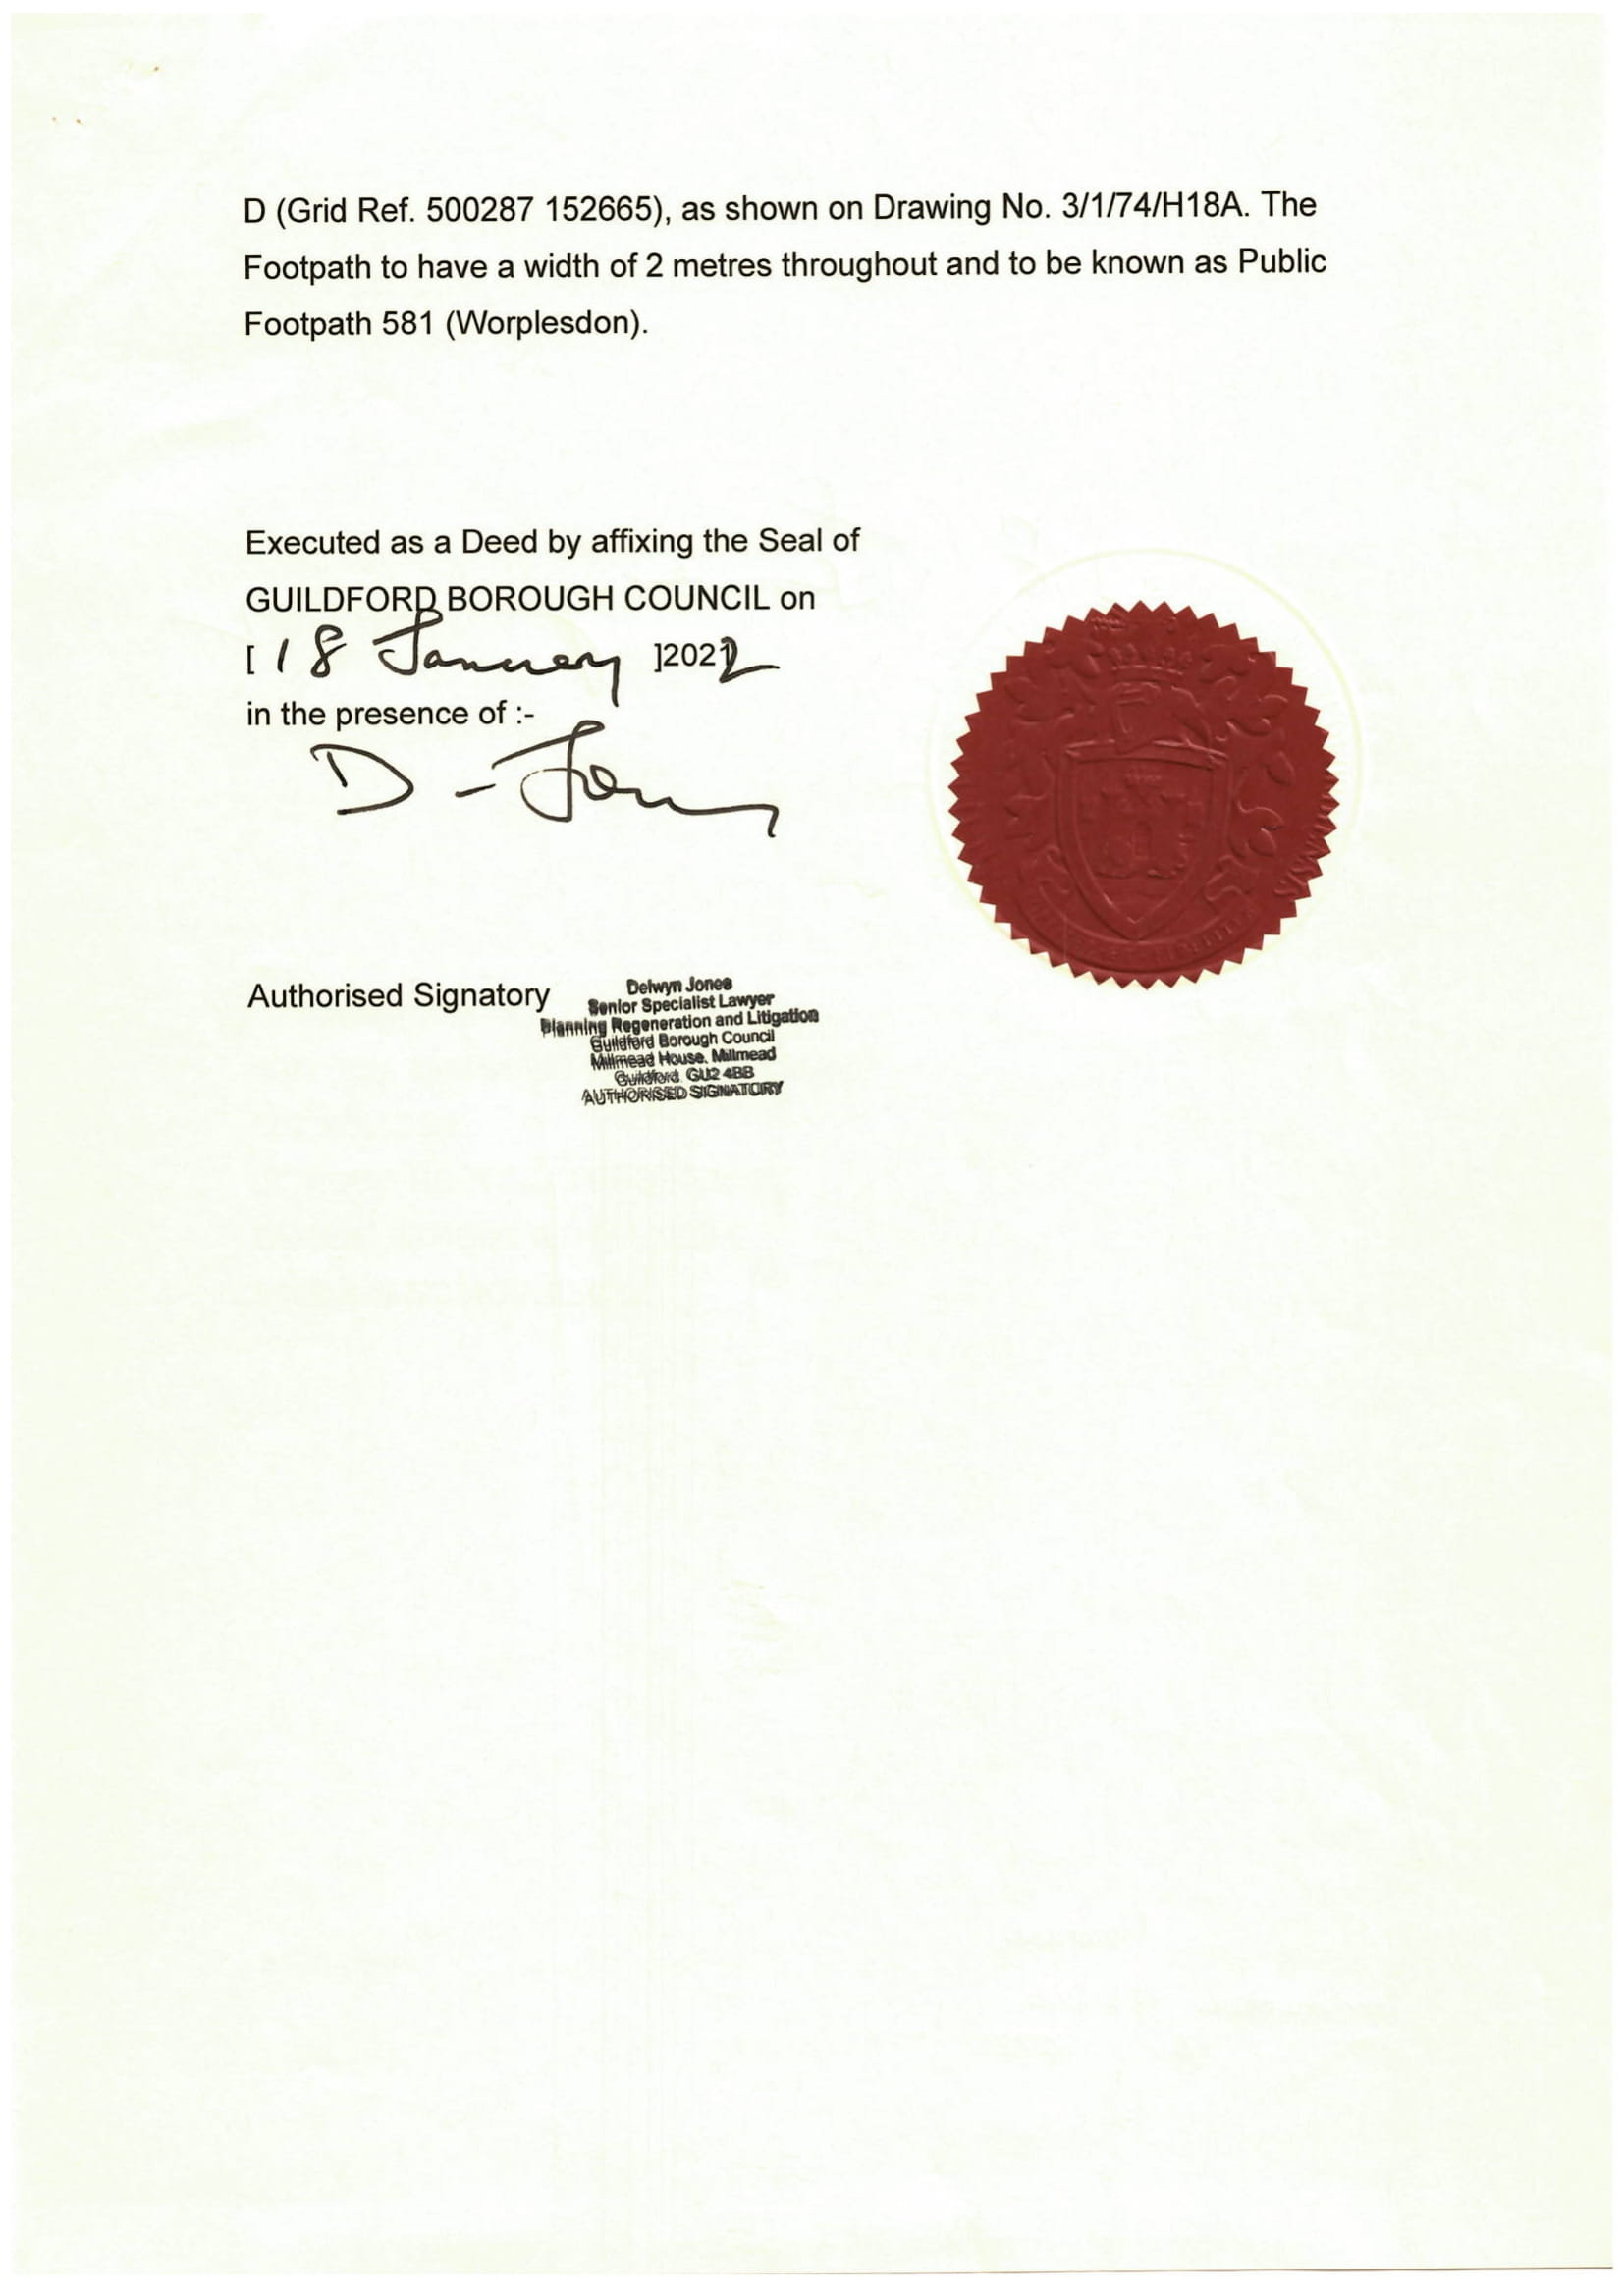 D (Grid Ref. 500287 152665), as shown on Drawing No. 3/1/74/H18A. The
Footpath to have a width of 2 metres throughout and to be known as Public
Footpath 581 (Worplesdon).
Executed as a Deed by affixing the Seal of
GUILDFORD BOROUGH COUNCIL on
[ 18 January ]2022
in the presence of :-
D - Jones
Authorised Signatory
Delwyn Jones
Senior Specialist Lawyer
Planning Regeneration and Litigation
Guildford Borough Council
Millmead House, Millmead
Guildford GU2 4BB
AUTHORISED SIGNATORY